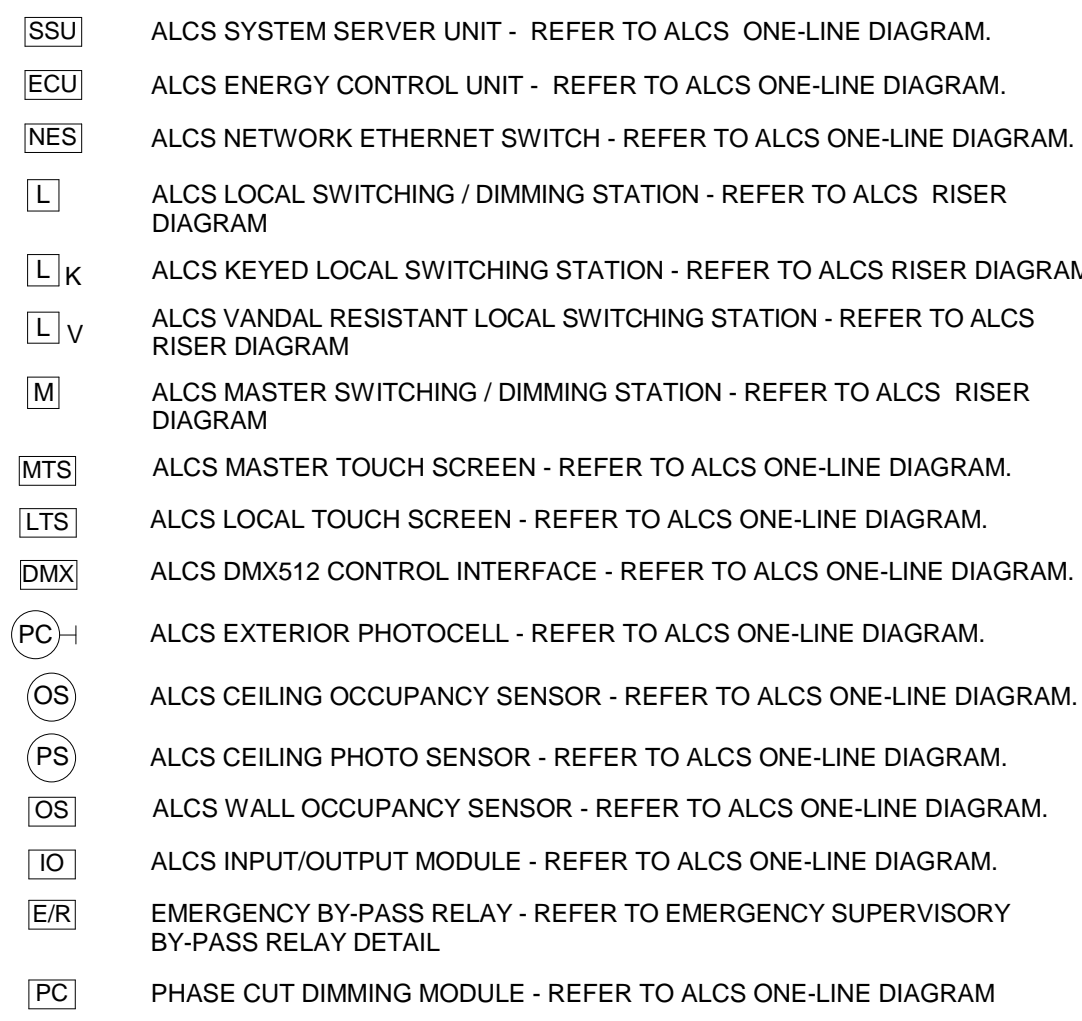 SSU ALCS SYSTEM SERVER UNIT - REFER TO ALCS ONE-LINE DIAGRAM.
ECU ALCS ENERGY CONTROL UNIT - REFER TO ALCS ONE-LINE DIAGRAM.
NES ALCS NETWORK ETHERNET SWITCH - REFER TO ALCS ONE-LINE DIAGRAM.
L ALCS LOCAL SWITCHING / DIMMING STATION - REFER TO ALCS RISER
DIAGRAM
L K ALCS KEYED LOCAL SWITCHING STATION - REFER TO ALCS RISER DIAGRAM
L V ALCS VANDAL RESISTANT LOCAL SWITCHING STATION - REFER TO ALCS
RISER DIAGRAM
M ALCS MASTER SWITCHING / DIMMING STATION - REFER TO ALCS RISER
DIAGRAM
MTS ALCS MASTER TOUCH SCREEN - REFER TO ALCS ONE-LINE DIAGRAM.
LTS ALCS LOCAL TOUCH SCREEN - REFER TO ALCS ONE-LINE DIAGRAM.
DMX ALCS DMX512 CONTROL INTERFACE - REFER TO ALCS ONE-LINE DIAGRAM.
PC ALCS EXTERIOR PHOTOCELL - REFER TO ALCS ONE-LINE DIAGRAM.
OS ALCS CEILING OCCUPANCY SENSOR - REFER TO ALCS ONE-LINE DIAGRAM.
PS ALCS CEILING PHOTO SENSOR - REFER TO ALCS ONE-LINE DIAGRAM.
OS ALCS WALL OCCUPANCY SENSOR - REFER TO ALCS ONE-LINE DIAGRAM.
IO ALCS INPUT/OUTPUT MODULE - REFER TO ALCS ONE-LINE DIAGRAM.
E/R EMERGENCY BY-PASS RELAY - REFER TO EMERGENCY SUPERVISORY
BY-PASS RELAY DETAIL
PC PHASE CUT DIMMING MODULE - REFER TO ALCS ONE-LINE DIAGRAM